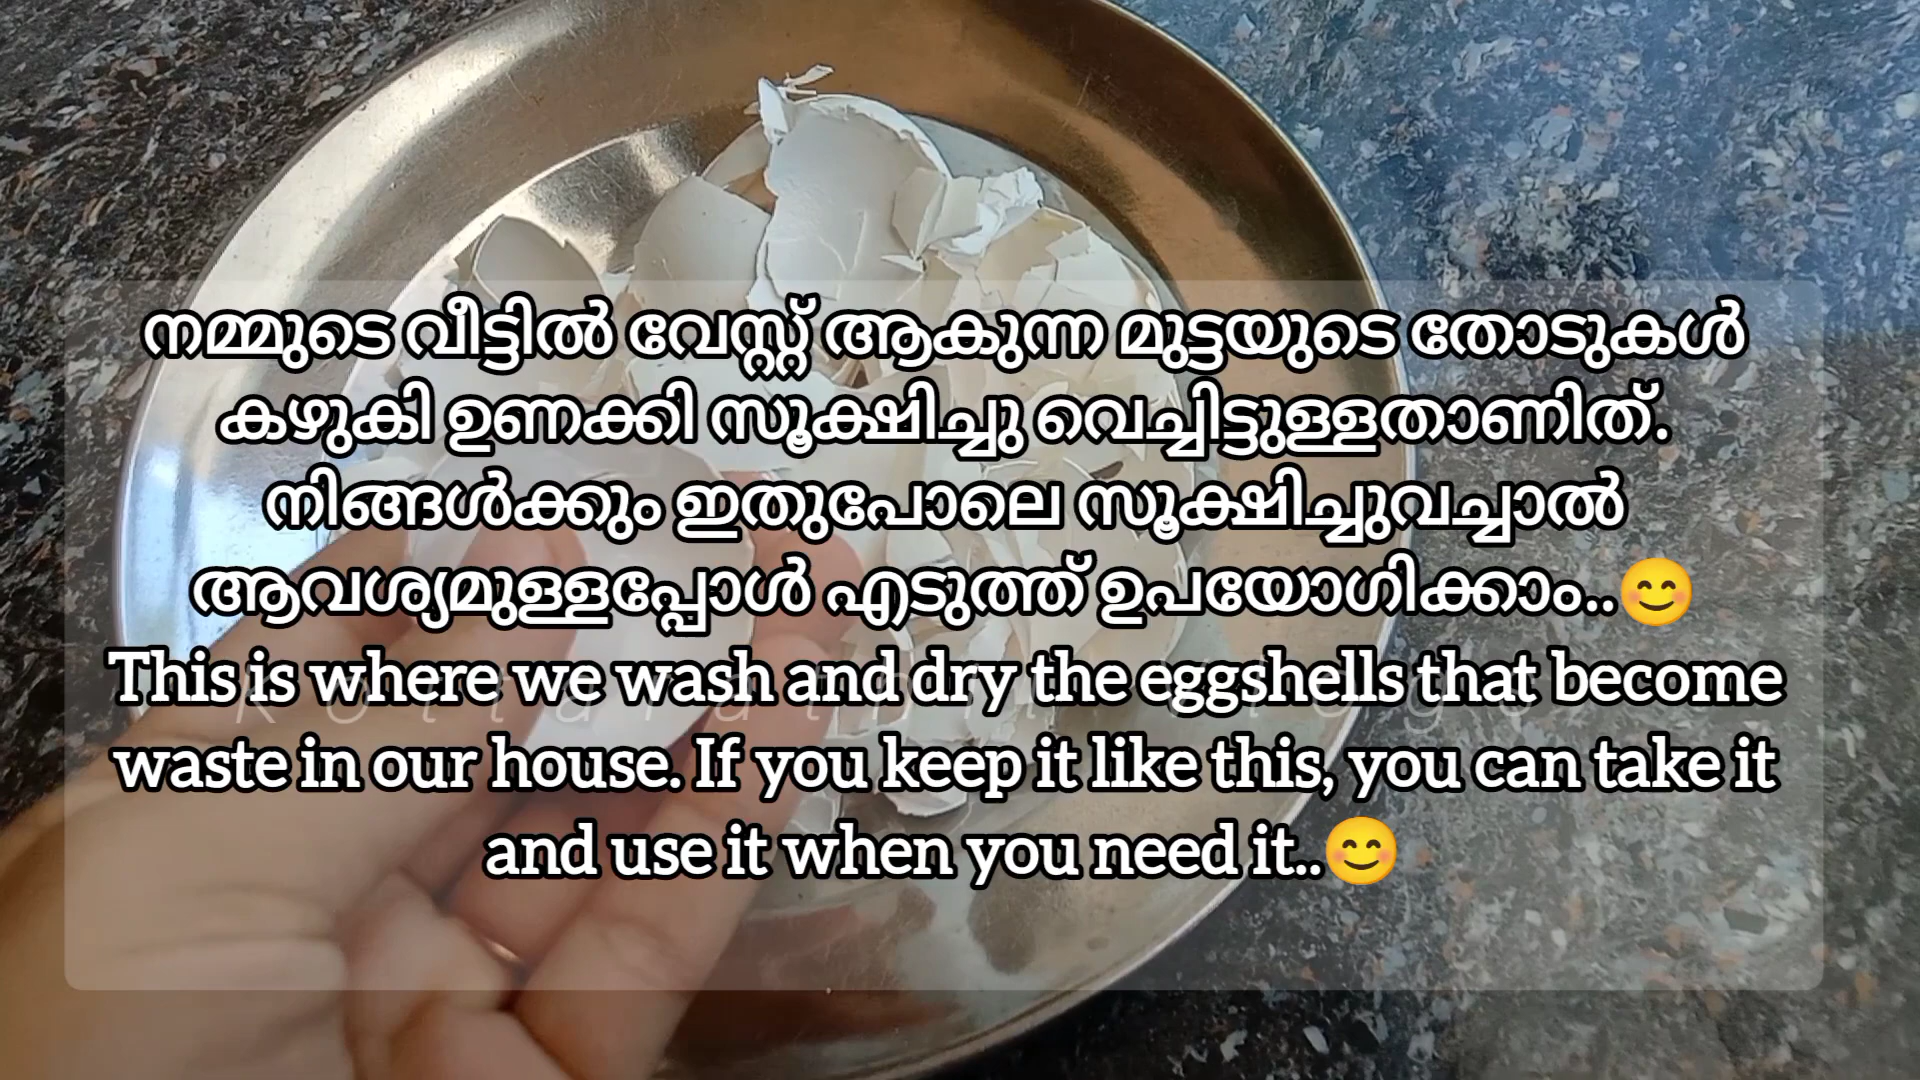 നമ്മുടെ വീട്ടിൽ വേസ്റ്റ് ആകുന്ന മുട്ടയുടെ തോടുകൾ
കഴുകി ഉണക്കി സൂക്ഷിച്ചു വെച്ചിട്ടുള്ളതാണിത്.
നിങ്ങൾക്കും ഇതുപോലെ സൂക്ഷിച്ചുവച്ചാൽ
ആവശ്യമുള്ളപ്പോൾ എടുത്ത് ഉപയോഗിക്കാം..😊
This is where we wash and dry the eggshells that become
waste in our house. If you keep it like this, you can take it
and use it when you need it..😊